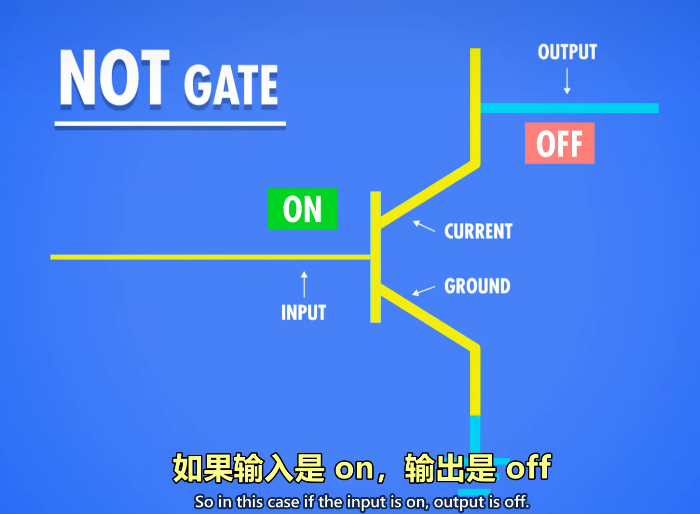 NOT GATE
OUTPUT
OFF
ON
CURRENT
GROUND
INPUT
如果输入是 on，输出是 off
So in this case if the input is on, output is off.